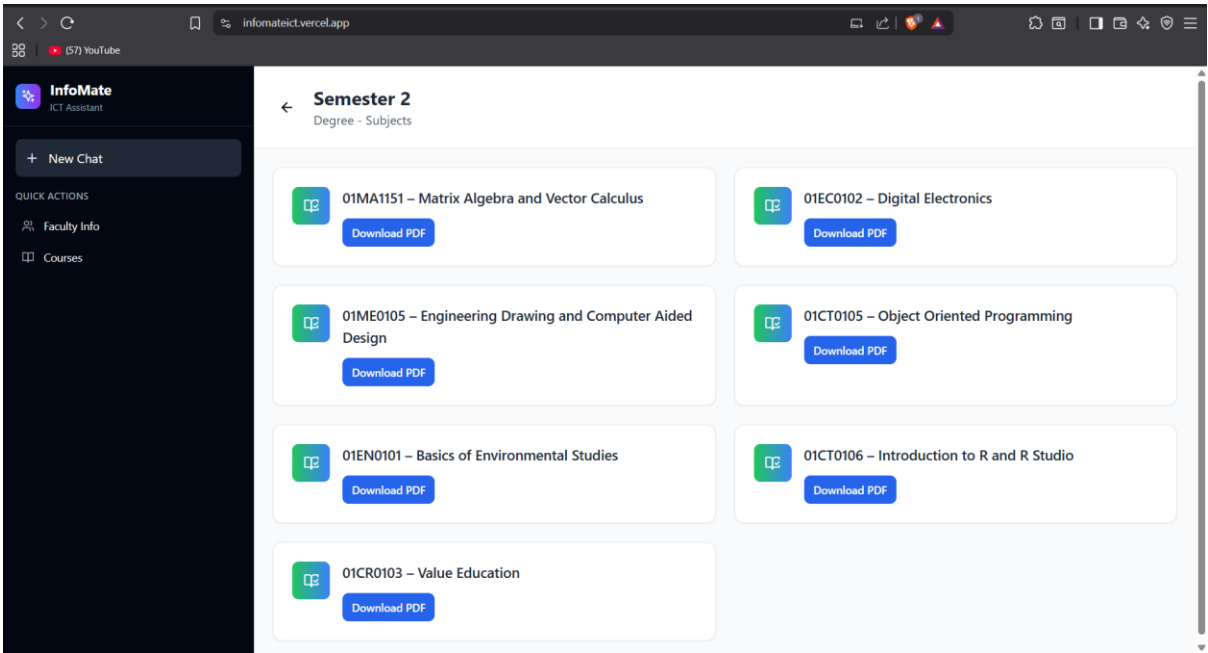 infomateict.vercel.app
(57) YouTube
InfoMate
ICT Assistant
+ New Chat
QUICK ACTIONS
Faculty Info
Courses
Semester 2
Degree - Subjects
01MA1151 – Matrix Algebra and Vector Calculus
Download PDF
01EC0102 – Digital Electronics
Download PDF
01ME0105 – Engineering Drawing and Computer Aided
Design
Download PDF
01CT0105 – Object Oriented Programming
Download PDF
01EN0101 – Basics of Environmental Studies
Download PDF
01CT0106 – Introduction to R and R Studio
Download PDF
01CR0103 – Value Education
Download PDF